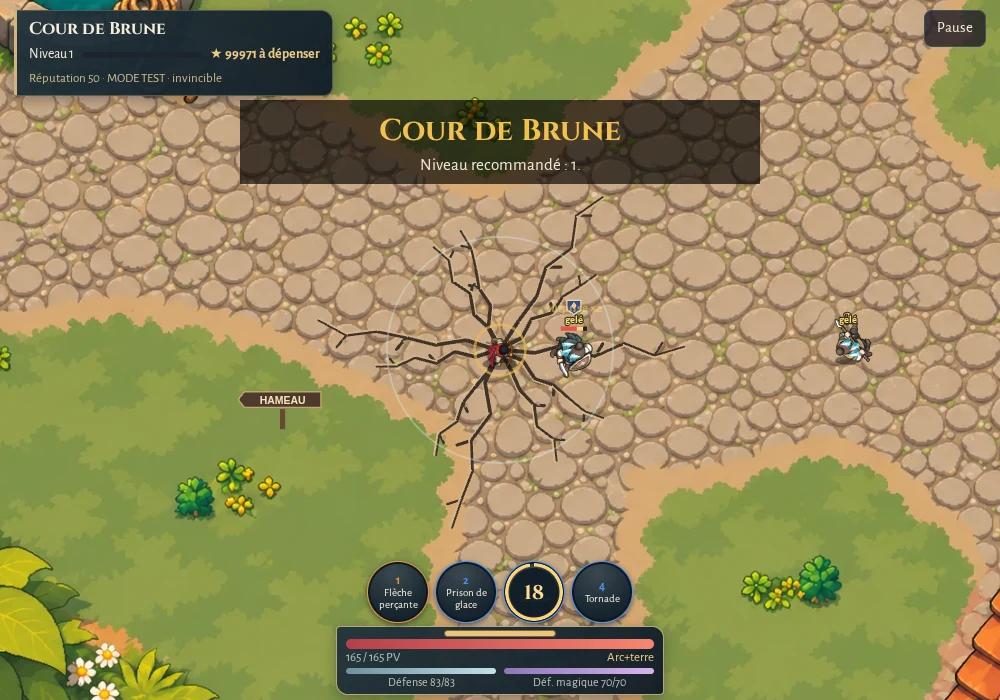 Cour de Brune
Niveau 1 ★ 99971 à dépenser
Réputation 50 · MODE TEST · invincible
Pause
Cour de Brune
Niveau recommandé : 1.
gelé
gelé
HAMEAU
1
Flèche
perçante
2
Prison de
glace
18
4
Tornade
165 / 165 PV Arc+terre
Défense 83/83 Déf. magique 70/70